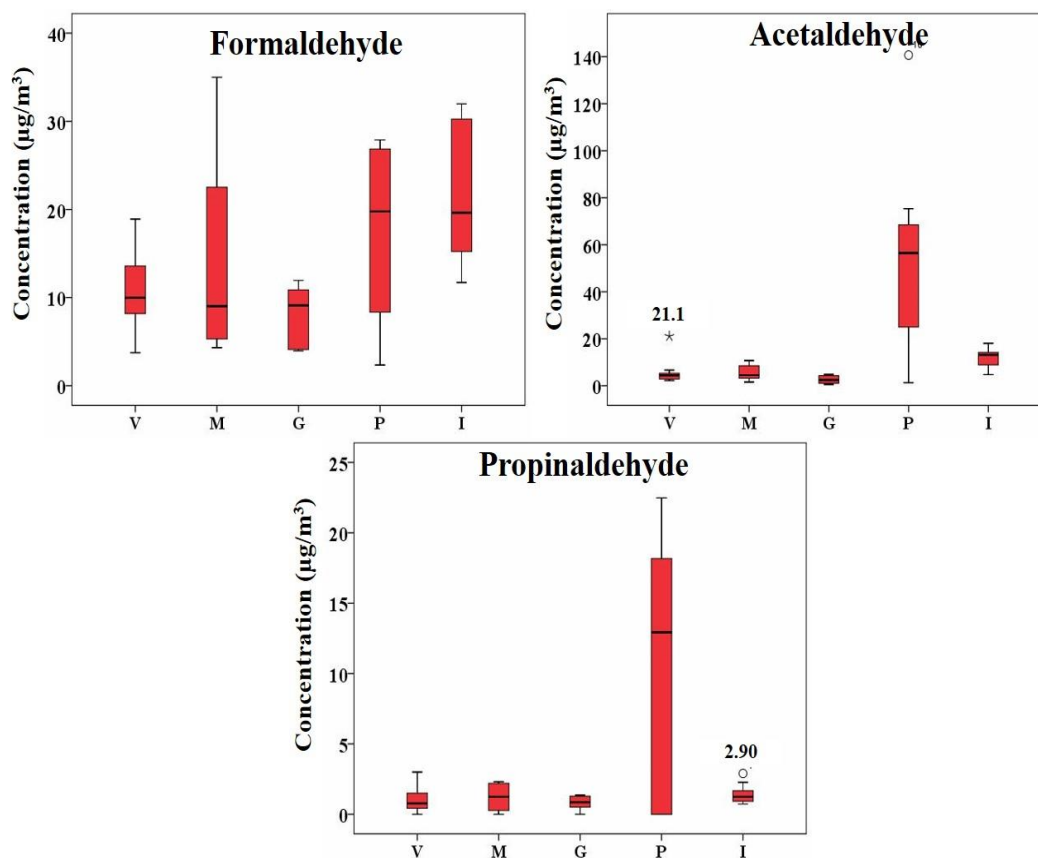 Formaldehyde
Concentration (µg/m³)
40
30
20
10
0
V M G P I
Acetaldehyde
Concentration (µg/m³)
140
120
100
80
60
40
20
0
21.1
V M G P I
Propinaldehyde
Concentration (µg/m³)
25
20
15
10
5
0
2.90
V M G P I